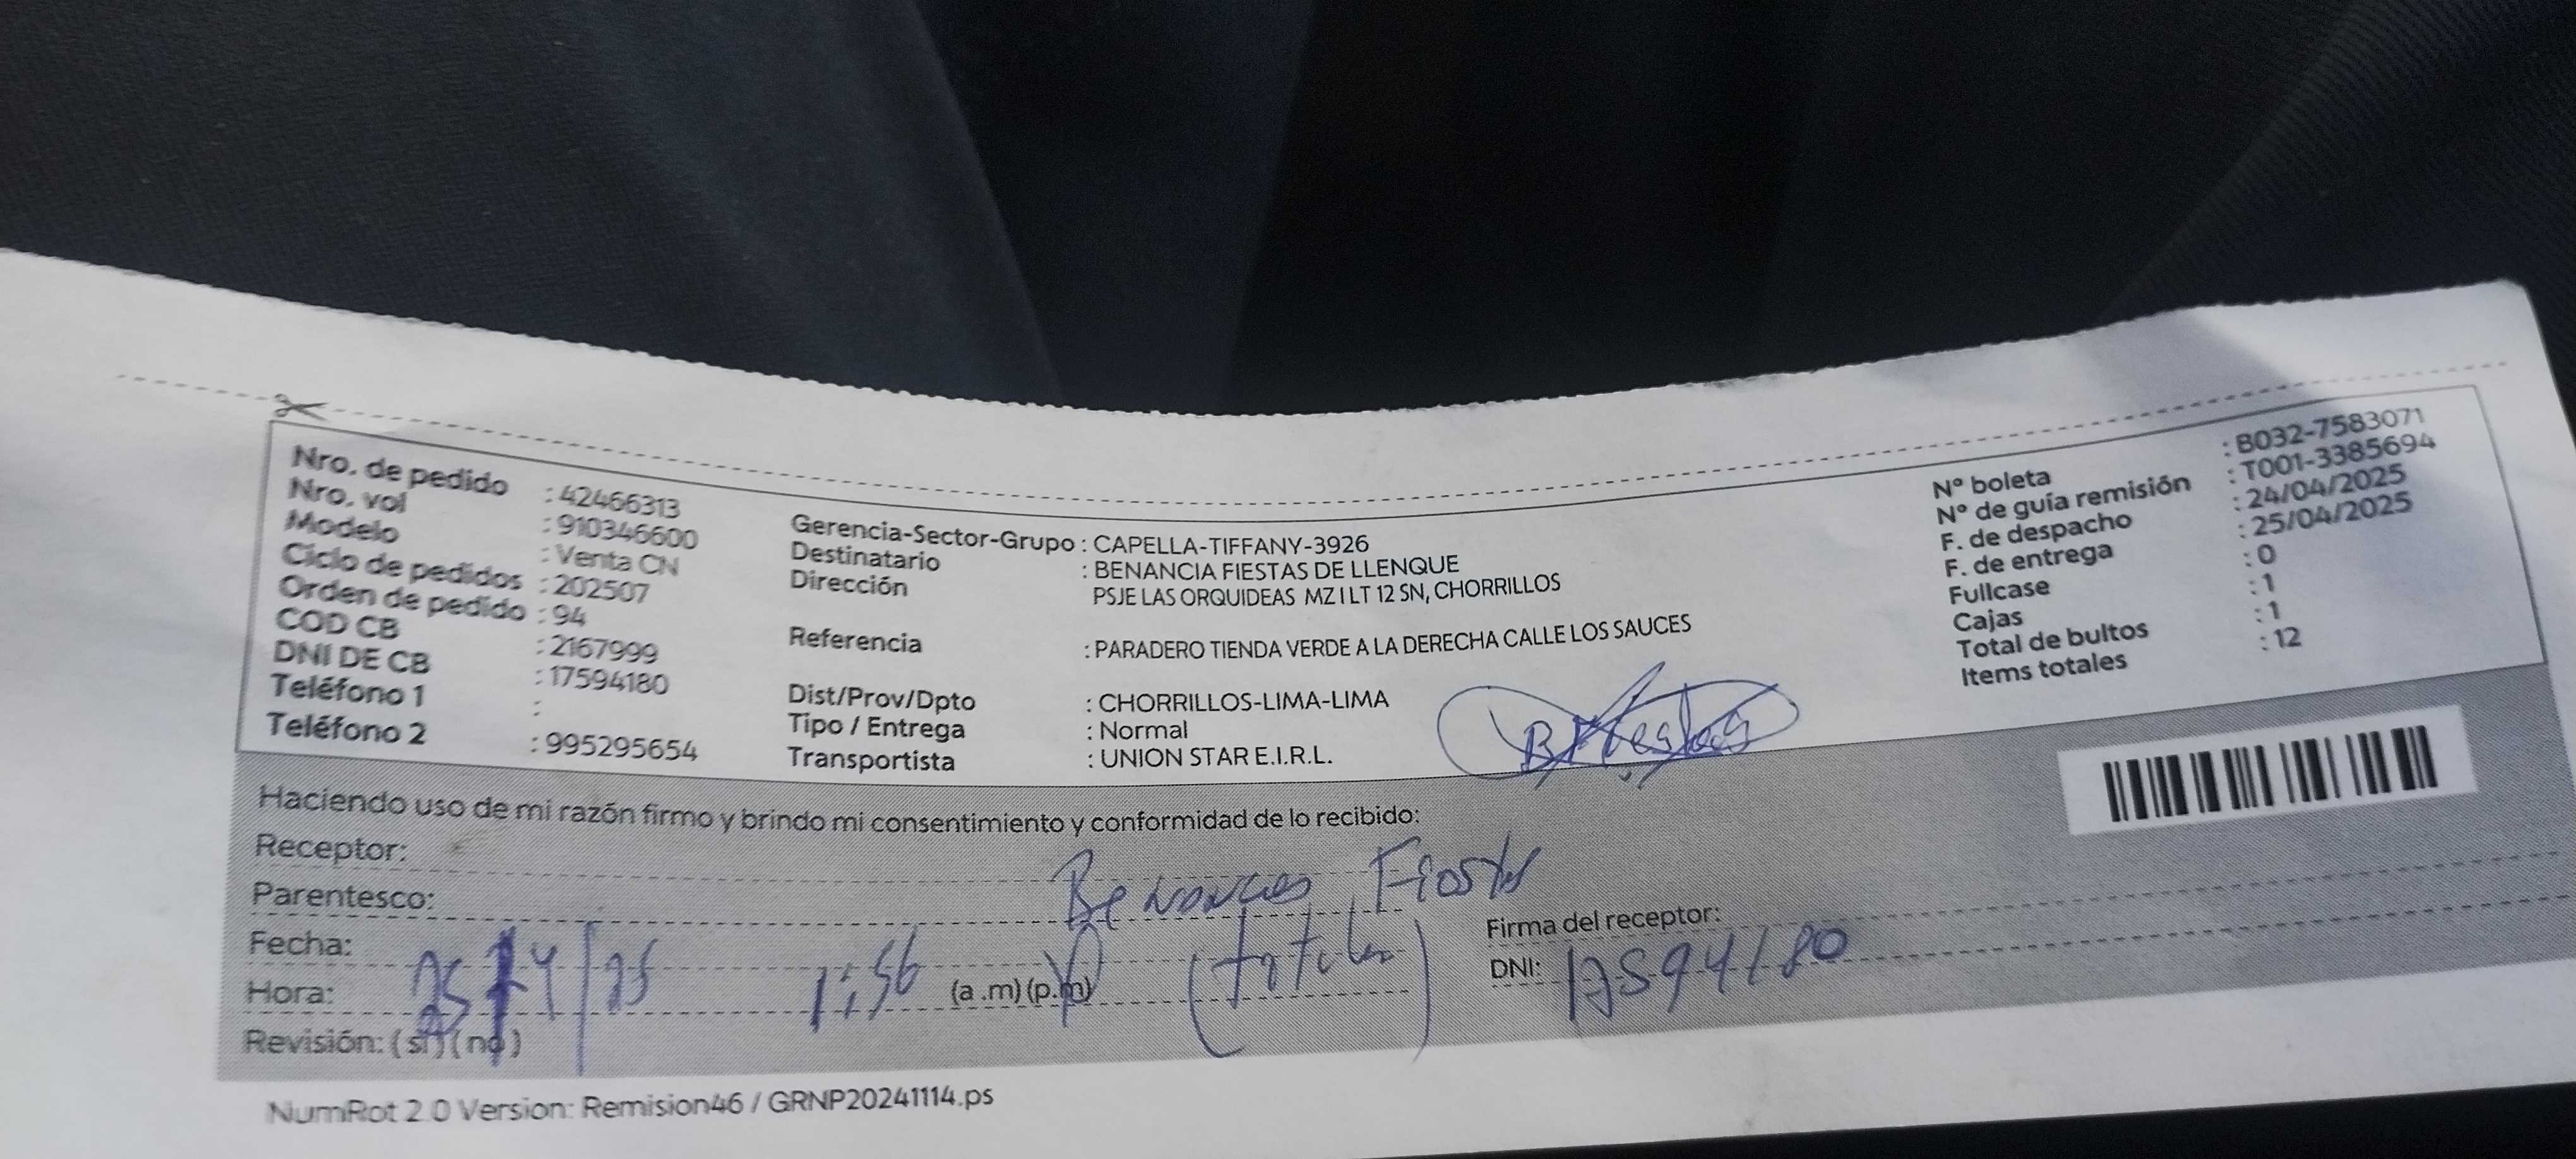 Nro. de pedido : 42466313
Nro. vol : 910346600
Modelo : Venta CN
Ciclo de pedidos : 202507
Orden de pedido : 94
COD CB : 2167999
DNI DE CB : 17594180
Teléfono 1 :
Teléfono 2 : 995295654
Gerencia-Sector-Grupo : CAPELLA-TIFFANY-3926
Destinatario : BENANCIA FIESTAS DE LLENQUE
Dirección PSJE LAS ORQUIDEAS MZ I LT 12 SN, CHORRILLOS
Referencia : PARADERO TIENDA VERDE A LA DERECHA CALLE LOS SAUCES
Dist/Prov/Dpto : CHORRILLOS-LIMA-LIMA
Tipo / Entrega : Normal
Transportista : UNION STAR E.I.R.L.
N° boleta : B032-7583071
N° de guía remisión : T001-3385694
F. de despacho : 24/04/2025
F. de entrega : 25/04/2025
Fullcase : 0
Cajas : 1
Total de bultos : 1
Items totales : 12
Haciendo uso de mi razón firmo y brindo mi consentimiento y conformidad de lo recibido:
Receptor:
Parentesco:
Fecha: 25/4/25
Hora: 1:56 (a .m) (p.m)
Revisión: ( si ) ( no )
(titular)
Firma del receptor:
DNI: 17594180
NumRot 2.0 Version: Remision46 / GRNP20241114.ps